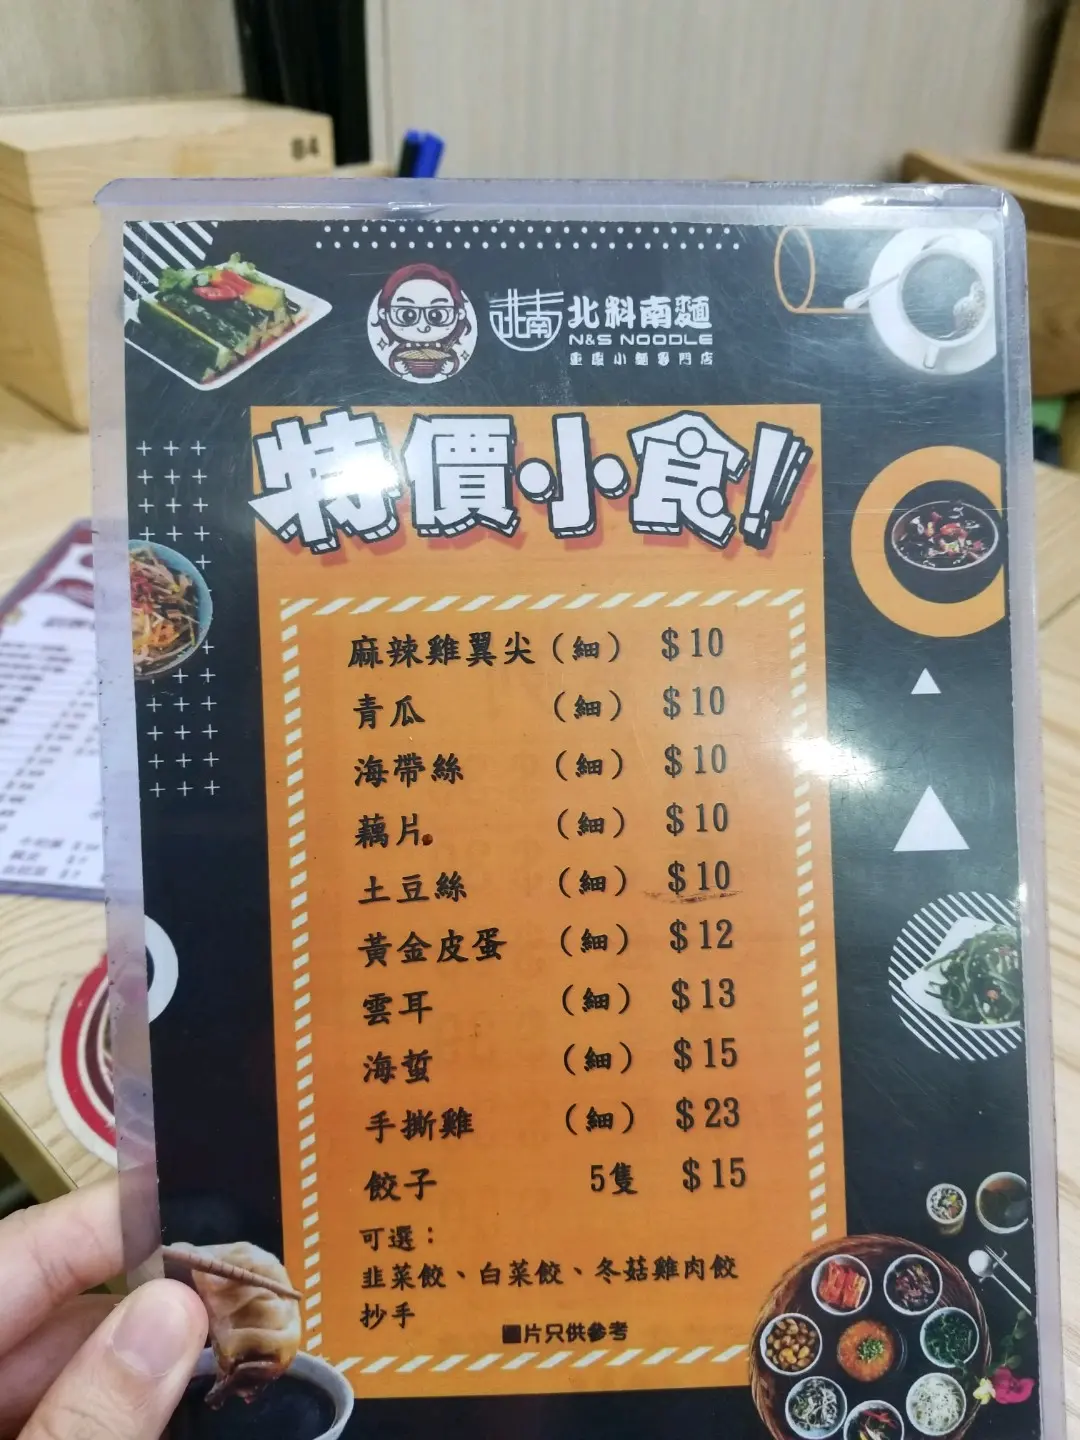 84
北料南麵
N&S NOODLE
重慶小麵專門店
特價小食!
麻辣雞翼尖（細） $10
青瓜（細） $10
海帶絲（細） $10
藕片（細） $10
土豆絲（細） $10
黃金皮蛋（細） $12
雲耳（細） $13
海蜇（細） $15
手撕雞（細） $23
餃子 5隻 $15
可選：
韭菜餃、白菜餃、冬菇雞肉餃
抄手
圖片只供參考